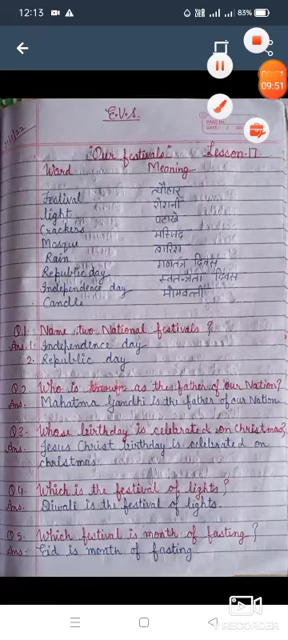 12:13
83%
09:51
E.V.S.
"Our festivals" Lesson-17
Word Meaning
Festival त्यौहार
light रोशनी
Crackers पटाखे
Mosque मस्जिद
Rain बारिश
Republic day गणतंत्र दिवस
Independence day स्वतन्त्रता दिवस
Candle मोमबत्ती
Q.1. Name two National festivals?
Ans. 1. Independence day
2. Republic day
Q.2 Who is as the father of our Nation?
Ans. Mahatma Gandhi is the father of our Nation
Q.3. Whose birthday is celebrated on Christmas?
Ans. Jesus Christ birthday is celebrated on
christmas.
Q.4. Which is the festival of lights?
Ans. Diwali is the festival of lights.
Q.5. Which festival is month of fasting?
Ans. Eid is month of fasting
RECORDER